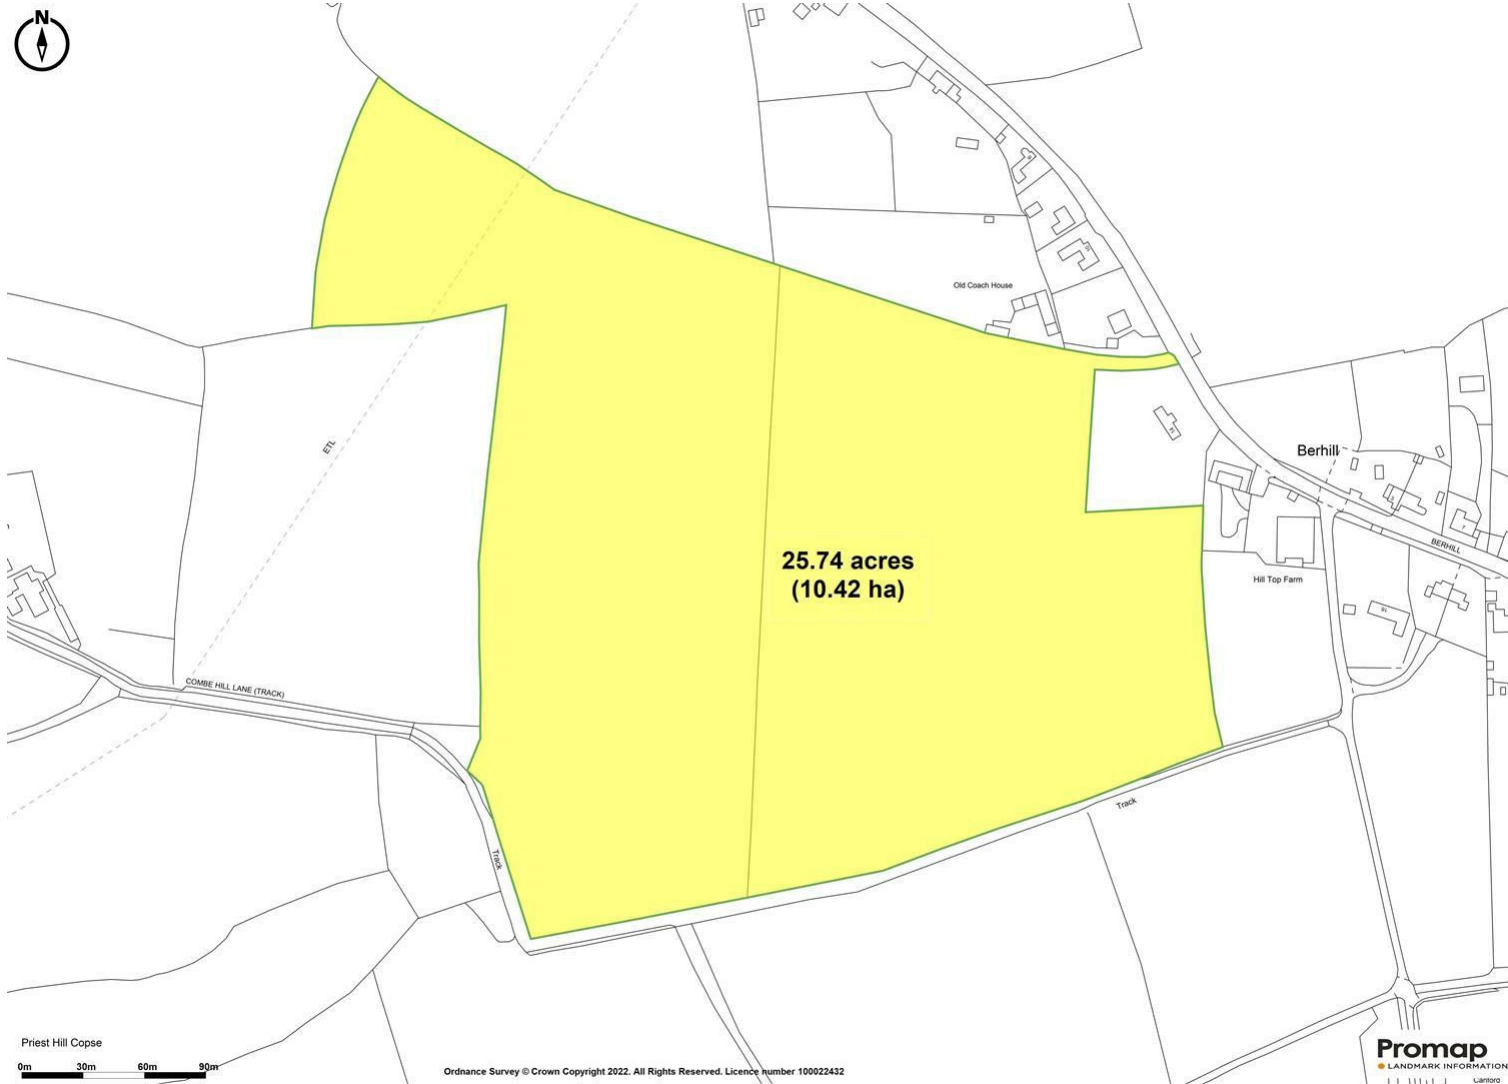 N
Old Coach House
ETL
Berhill
BERHILL
25.74 acres
(10.42 ha)
Hill Top Farm
COMBE HILL LANE (TRACK)
Track
Track
Priest Hill Copse
0m 30m 60m 90m
Ordnance Survey © Crown Copyright 2022. All Rights Reserved. Licence number 100022432
Promap
LANDMARK INFORMATION